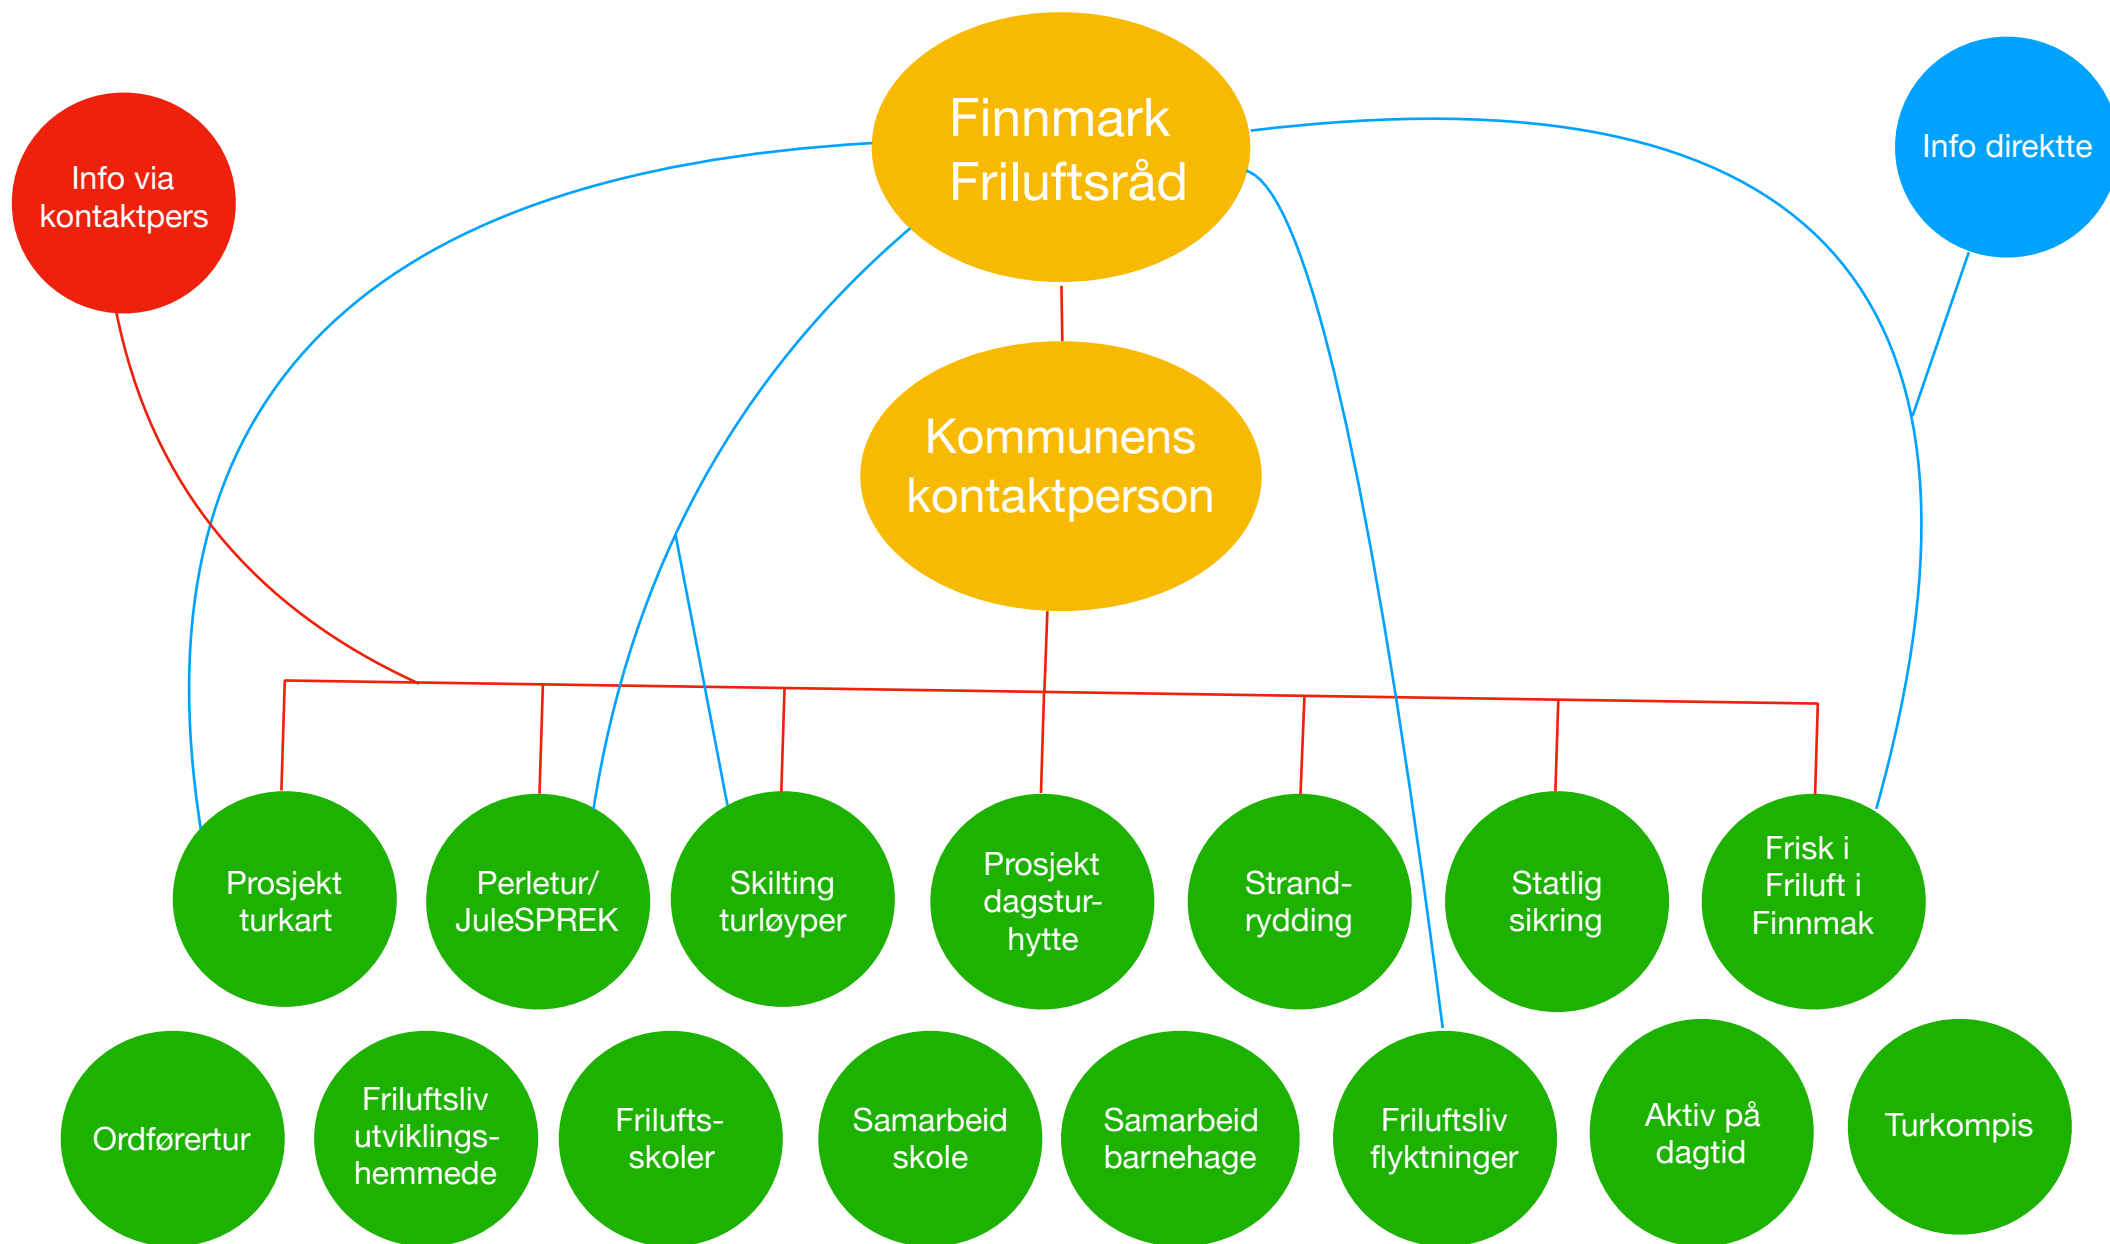 Finnmark
Friluftsråd
Info via
kontaktpers
Info direktte
Kommunens
kontaktperson
Prosjekt
turkart
Perletur/
JuleSPREK
Skilting
turløyper
Prosjekt
dagstur-
hytte
Strand-
rydding
Statlig
sikring
Frisk i
Friluft i
Finnmak
Ordførertur
Friluftsliv
utviklings-
hemmede
Frilufts-
skoler
Samarbeid
skole
Samarbeid
barnehage
Friluftsliv
flyktninger
Aktiv på
dagtid
Turkompis